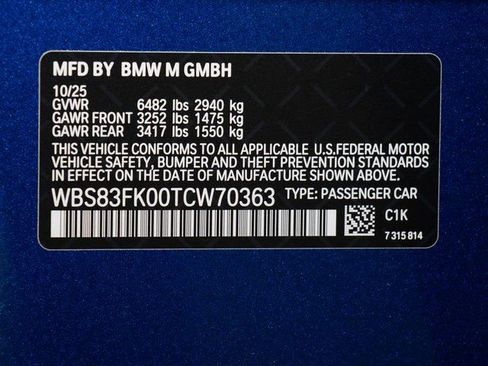 MFD BY BMW M GMBH
10/25
GVWR 6482 lbs 2940 kg
GAWR FRONT 3252 lbs 1475 kg
GAWR REAR 3417 lbs 1550 kg
THIS VEHICLE CONFORMS TO ALL APPLICABLE U.S.FEDERAL MOTOR
VEHICLE SAFETY, BUMPER AND THEFT PREVENTION STANDARDS
IN EFFECT ON THE DATE OF MANUFACTURE SHOWN ABOVE.
WBS83FK00TCW70363 TYPE: PASSENGER CAR
C1K
7 315 814